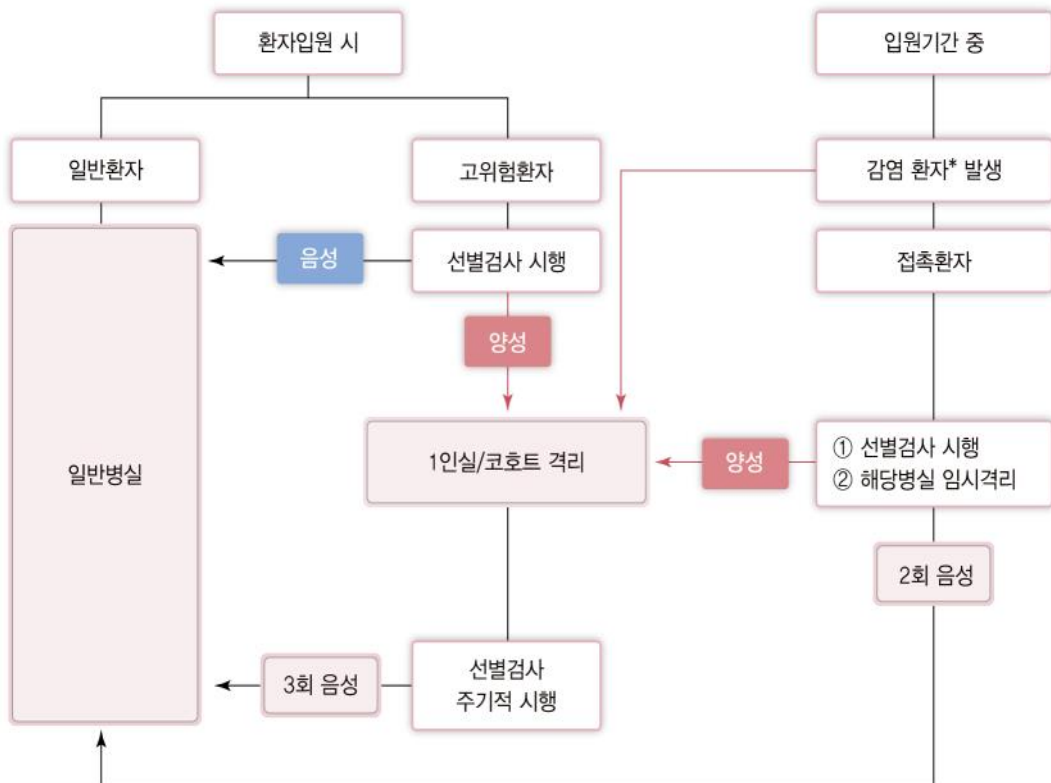 환자입원 시
입원기간 중
일반환자
고위험환자
감염 환자* 발생
음성
선별검사 시행
접촉환자
양성
일반병실
1인실/코호트 격리
양성
① 선별검사 시행
② 해당병실 임시격리
2회 음성
3회 음성
선별검사
주기적 시행